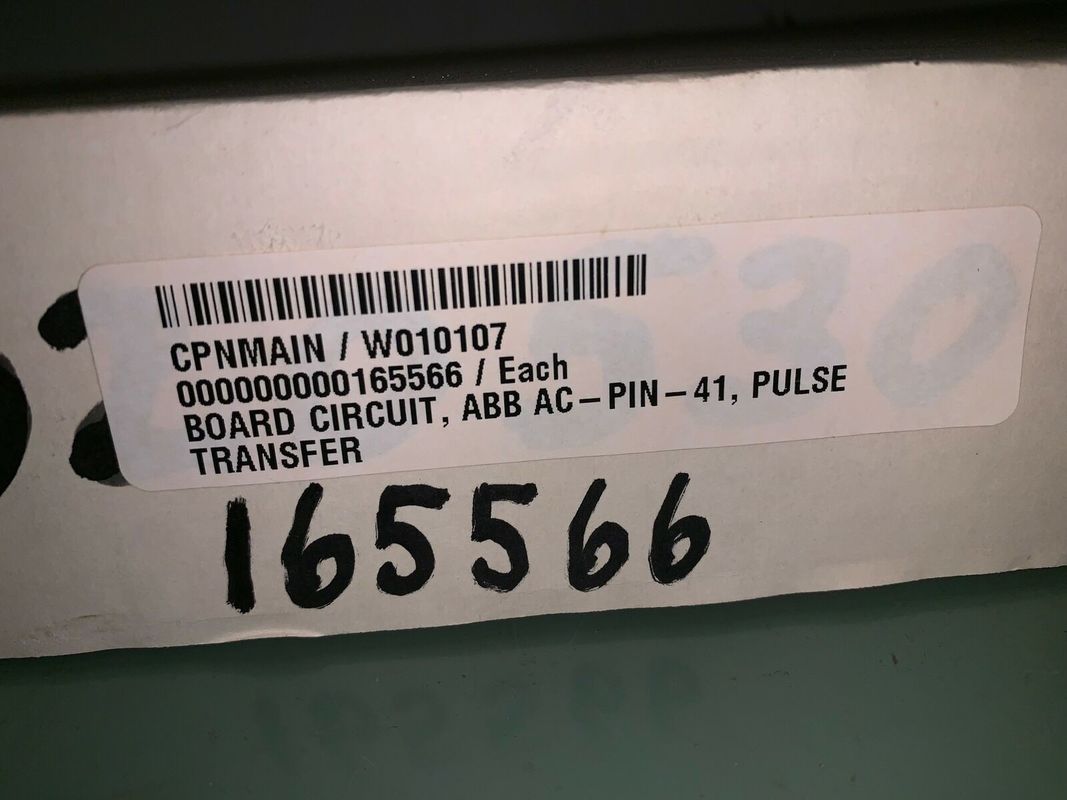 CPNMAIN / W010107
000000000165566 / Each
BOARD CIRCUIT, ABB AC-PIN-41, PULSE
TRANSFER
165566